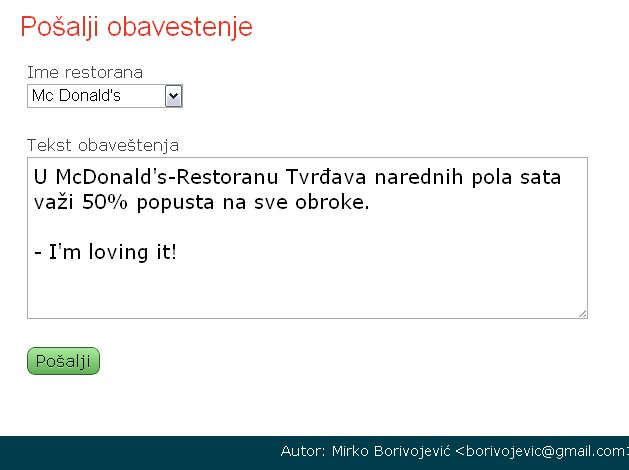 Pošalji obavestenje
Ime restorana
Mc Donald's
Tekst obaveštenja
U McDonald's-Restoranu Tvrđava narednih pola sata
važi 50% popusta na sve obroke.
- I'm loving it!
Pošalji
Autor: Mirko Borivojević <borivojevic@gmail.com>